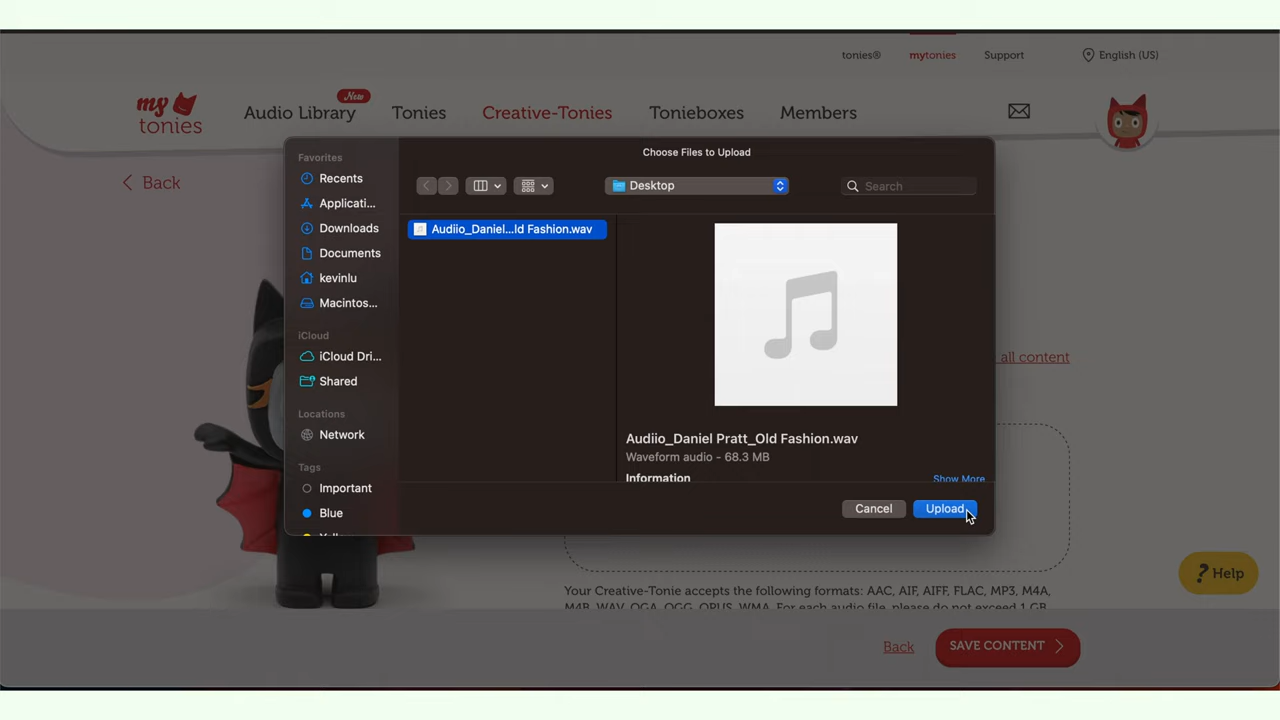 tonies® mytonies Support English (US)
my tonies Audio Library New Tonies Creative-Tonies Tonieboxes Members
Back
Choose Files to Upload
Favorites
Recents
Applicati...
Downloads
Documents
kevinlu
Macintos...
iCloud
iCloud Dri...
Shared
Locations
Network
Tags
Important
Blue
Desktop
Search
Audiio_Daniel...ld Fashion.wav
Audiio_Daniel Pratt_Old Fashion.wav
Waveform audio - 68.3 MB
Information Show More
Cancel Upload
all content
Your Creative-Tonie accepts the following formats: AAC, AIF, AIFF, FLAC, MP3, M4A,
M4B, WAV, OGA, OGG, OPUS, WMA. For each audio file, please do not exceed 1 GB
? Help
Back SAVE CONTENT